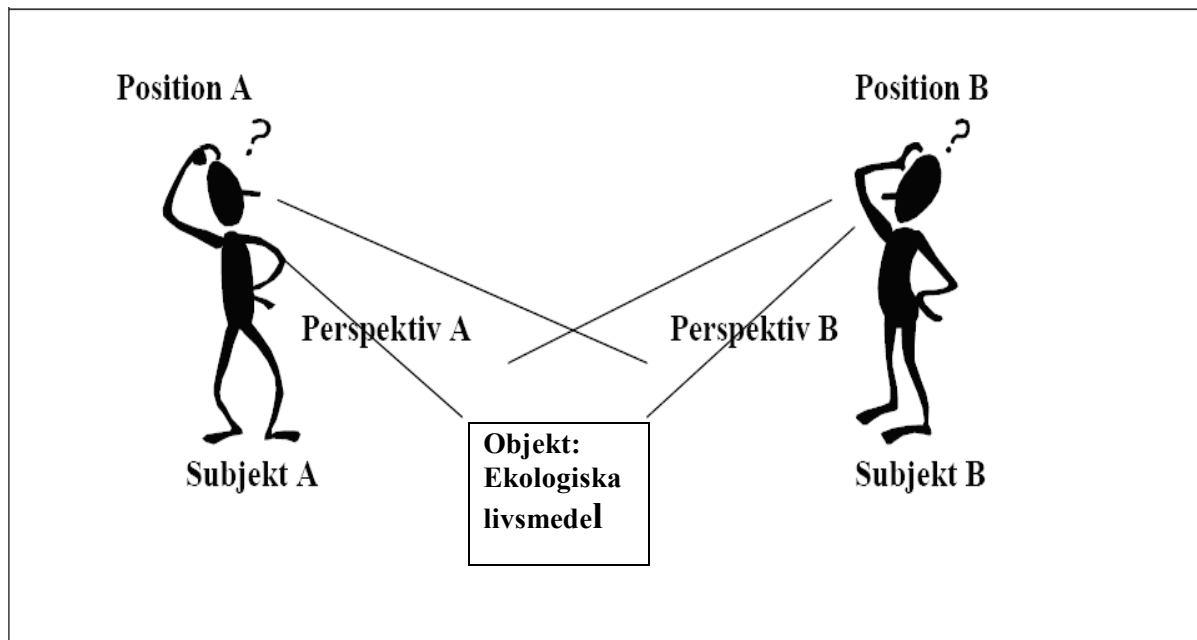 Position A
Position B
?
?
Perspektiv A
Perspektiv B
Objekt:
Ekologiska
livsmedel
Subjekt A
Subjekt B